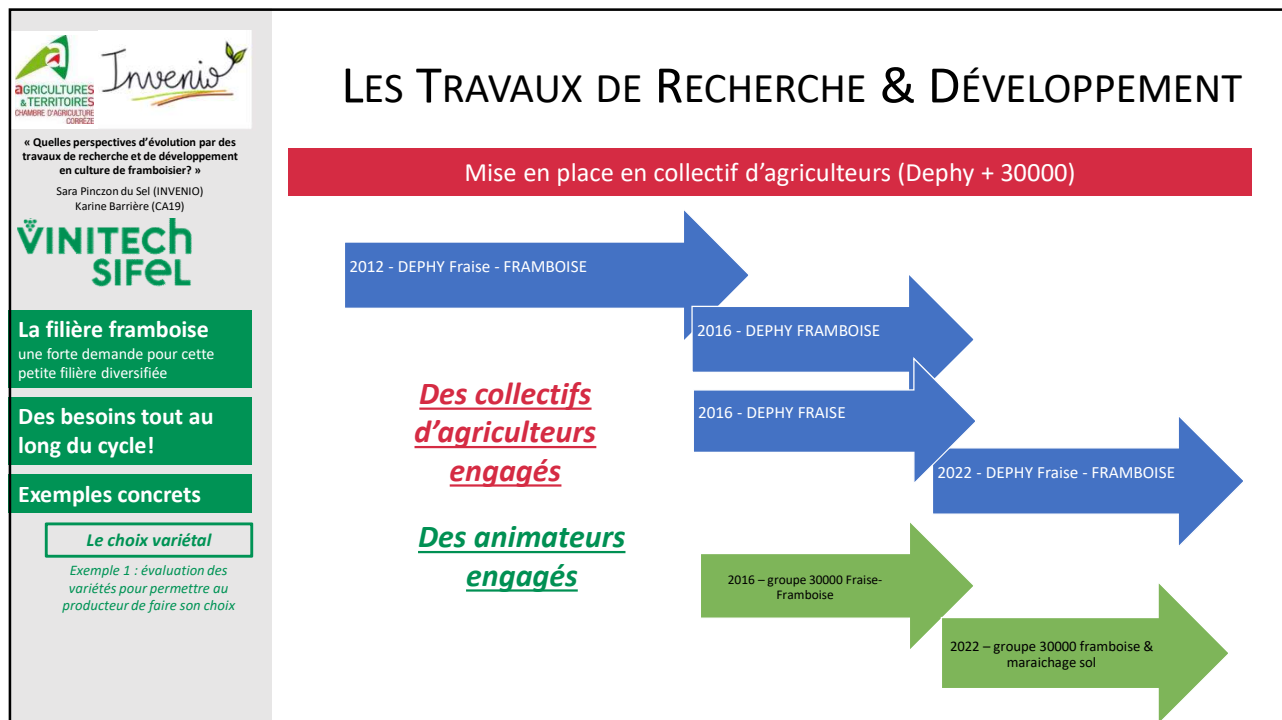 AGRICULTURES
& TERRITOIRES
CHAMBRE D'AGRICULTURE
CORRÈZE
Invenio
« Quelles perspectives d'évolution par des
travaux de recherche et de développement
en culture de framboisier? »
Sara Pinczon du Sel (INVENIO)
Karine Barrière (CA19)
VINITECH
SIFEL
La filière framboise
une forte demande pour cette
petite filière diversifiée
Des besoins tout au
long du cycle!
Exemples concrets
Le choix variétal
Exemple 1 : évaluation des
variétés pour permettre au
producteur de faire son choix
LES TRAVAUX DE RECHERCHE & DÉVELOPPEMENT
Mise en place en collectif d'agriculteurs (Dephy + 30000)
2012 - DEPHY Fraise - FRAMBOISE
2016 - DEPHY FRAMBOISE
2016 - DEPHY FRAISE
2022 - DEPHY Fraise - FRAMBOISE
Des collectifs
d'agriculteurs
engagés
Des animateurs
engagés
2016 – groupe 30000 Fraise-
Framboise
2022 – groupe 30000 framboise &
maraichage sol